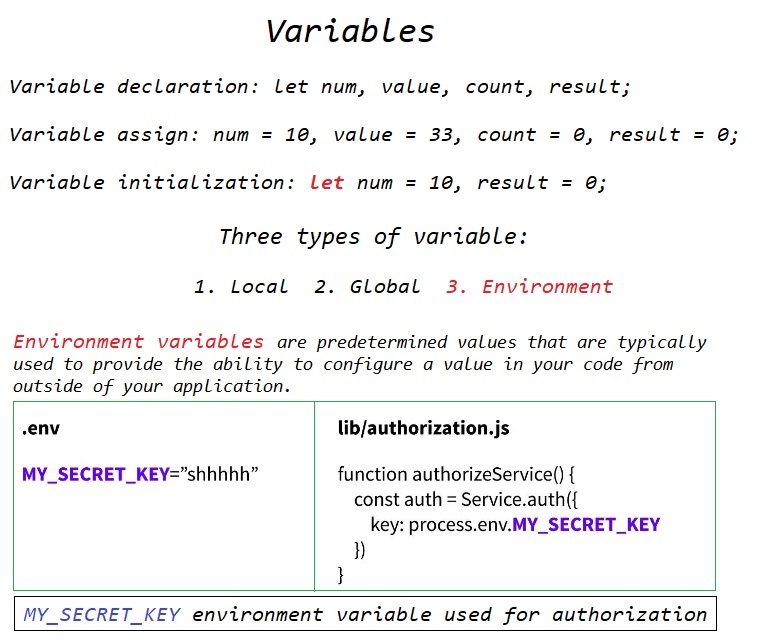 Variables
Variable declaration: let num, value, count, result;
Variable assign: num = 10, value = 33, count = 0, result = 0;
Variable initialization: let num = 10, result = 0;
Three types of variable:
1. Local 2. Global 3. Environment
Environment variables are predetermined values that are typically
used to provide the ability to configure a value in your code from
outside of your application.
.env
MY_SECRET_KEY=”shhhhh”
lib/authorization.js
function authorizeService() {
const auth = Service.auth({
key: process.env.MY_SECRET_KEY
})
}
MY_SECRET_KEY environment variable used for authorization